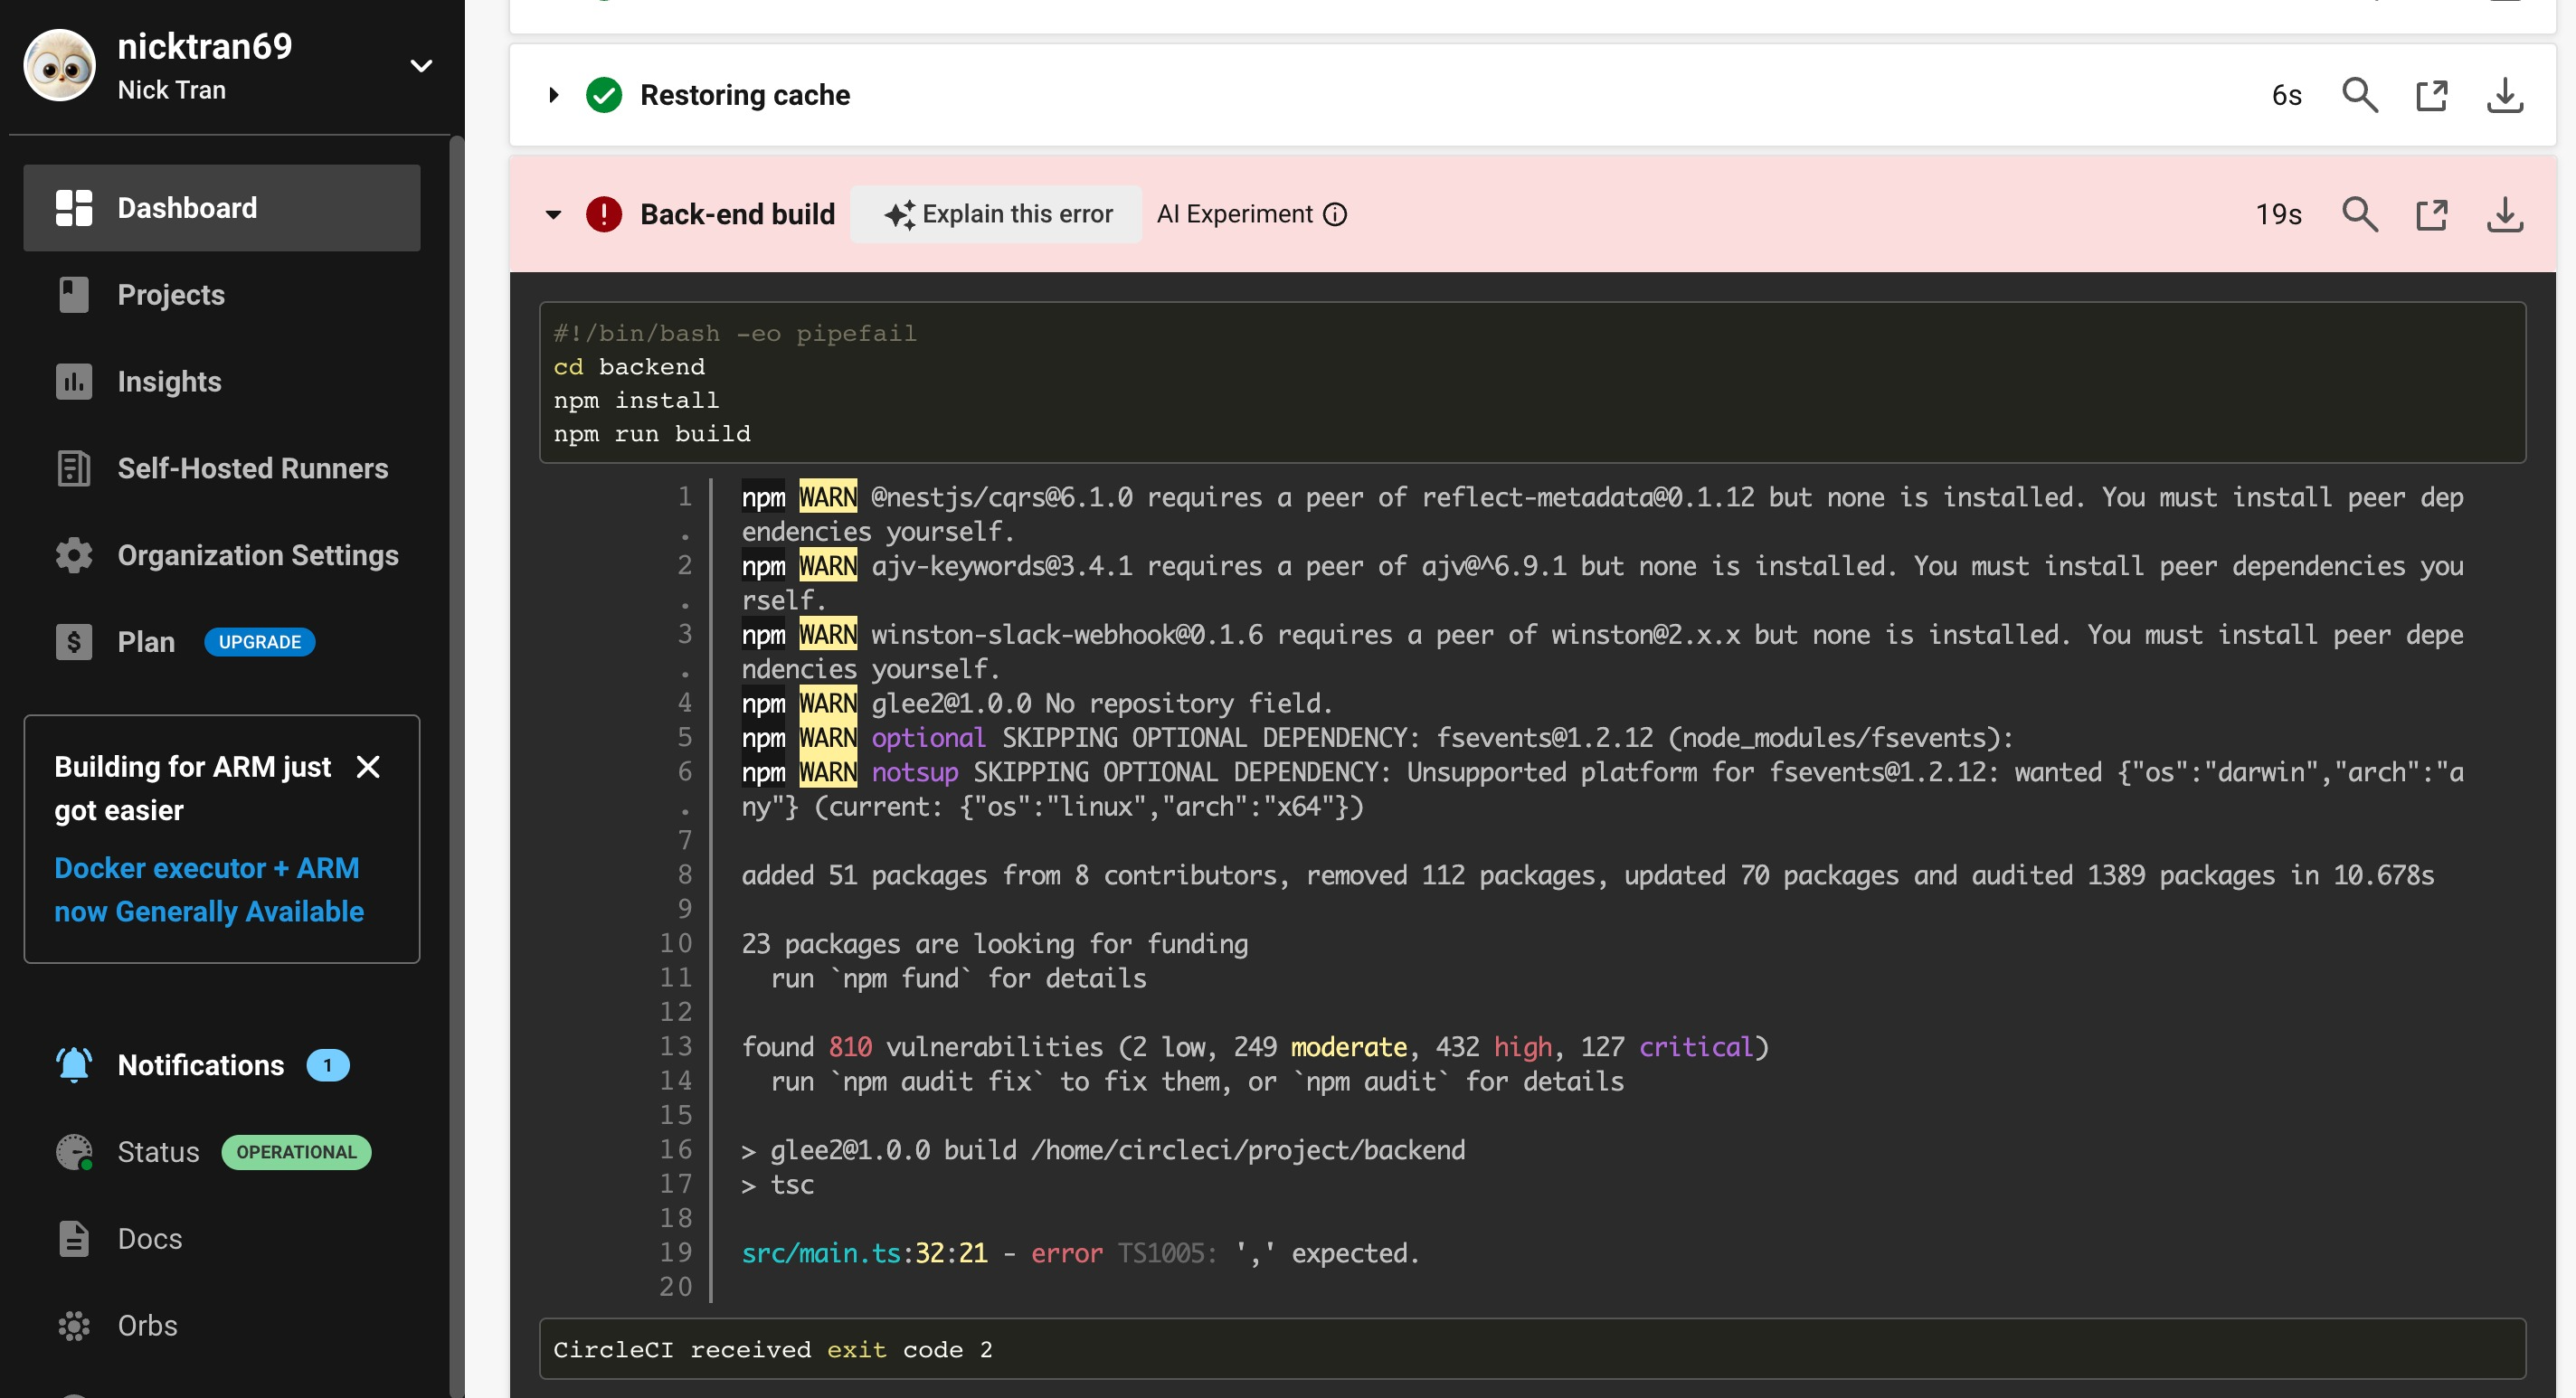 nicktran69
Nick Tran
Dashboard
Projects
Insights
Self-Hosted Runners
Organization Settings
Plan UPGRADE
Building for ARM just
got easier
Docker executor + ARM
now Generally Available
Notifications 1
Status OPERATIONAL
Docs
Orbs
Restoring cache 6s
Back-end build Explain this error AI Experiment 19s
#!/bin/bash -eo pipefail
cd backend
npm install
npm run build
1 npm WARN @nestjs/cqrs@6.1.0 requires a peer of reflect-metadata@0.1.12 but none is installed. You must install peer dep
. endencies yourself.
2 npm WARN ajv-keywords@3.4.1 requires a peer of ajv@^6.9.1 but none is installed. You must install peer dependencies you
. rself.
3 npm WARN winston-slack-webhook@0.1.6 requires a peer of winston@2.x.x but none is installed. You must install peer depe
. ndencies yourself.
4 npm WARN glee2@1.0.0 No repository field.
5 npm WARN optional SKIPPING OPTIONAL DEPENDENCY: fsevents@1.2.12 (node_modules/fsevents):
6 npm WARN notsup SKIPPING OPTIONAL DEPENDENCY: Unsupported platform for fsevents@1.2.12: wanted {"os":"darwin","arch":"a
. ny"} (current: {"os":"linux","arch":"x64"})
7
8 added 51 packages from 8 contributors, removed 112 packages, updated 70 packages and audited 1389 packages in 10.678s
9
10 23 packages are looking for funding
11 run `npm fund` for details
12
13 found 810 vulnerabilities (2 low, 249 moderate, 432 high, 127 critical)
14 run `npm audit fix` to fix them, or `npm audit` for details
15
16 > glee2@1.0.0 build /home/circleci/project/backend
17 > tsc
18
19 src/main.ts:32:21 - error TS1005: ',' expected.
20
CircleCI received exit code 2